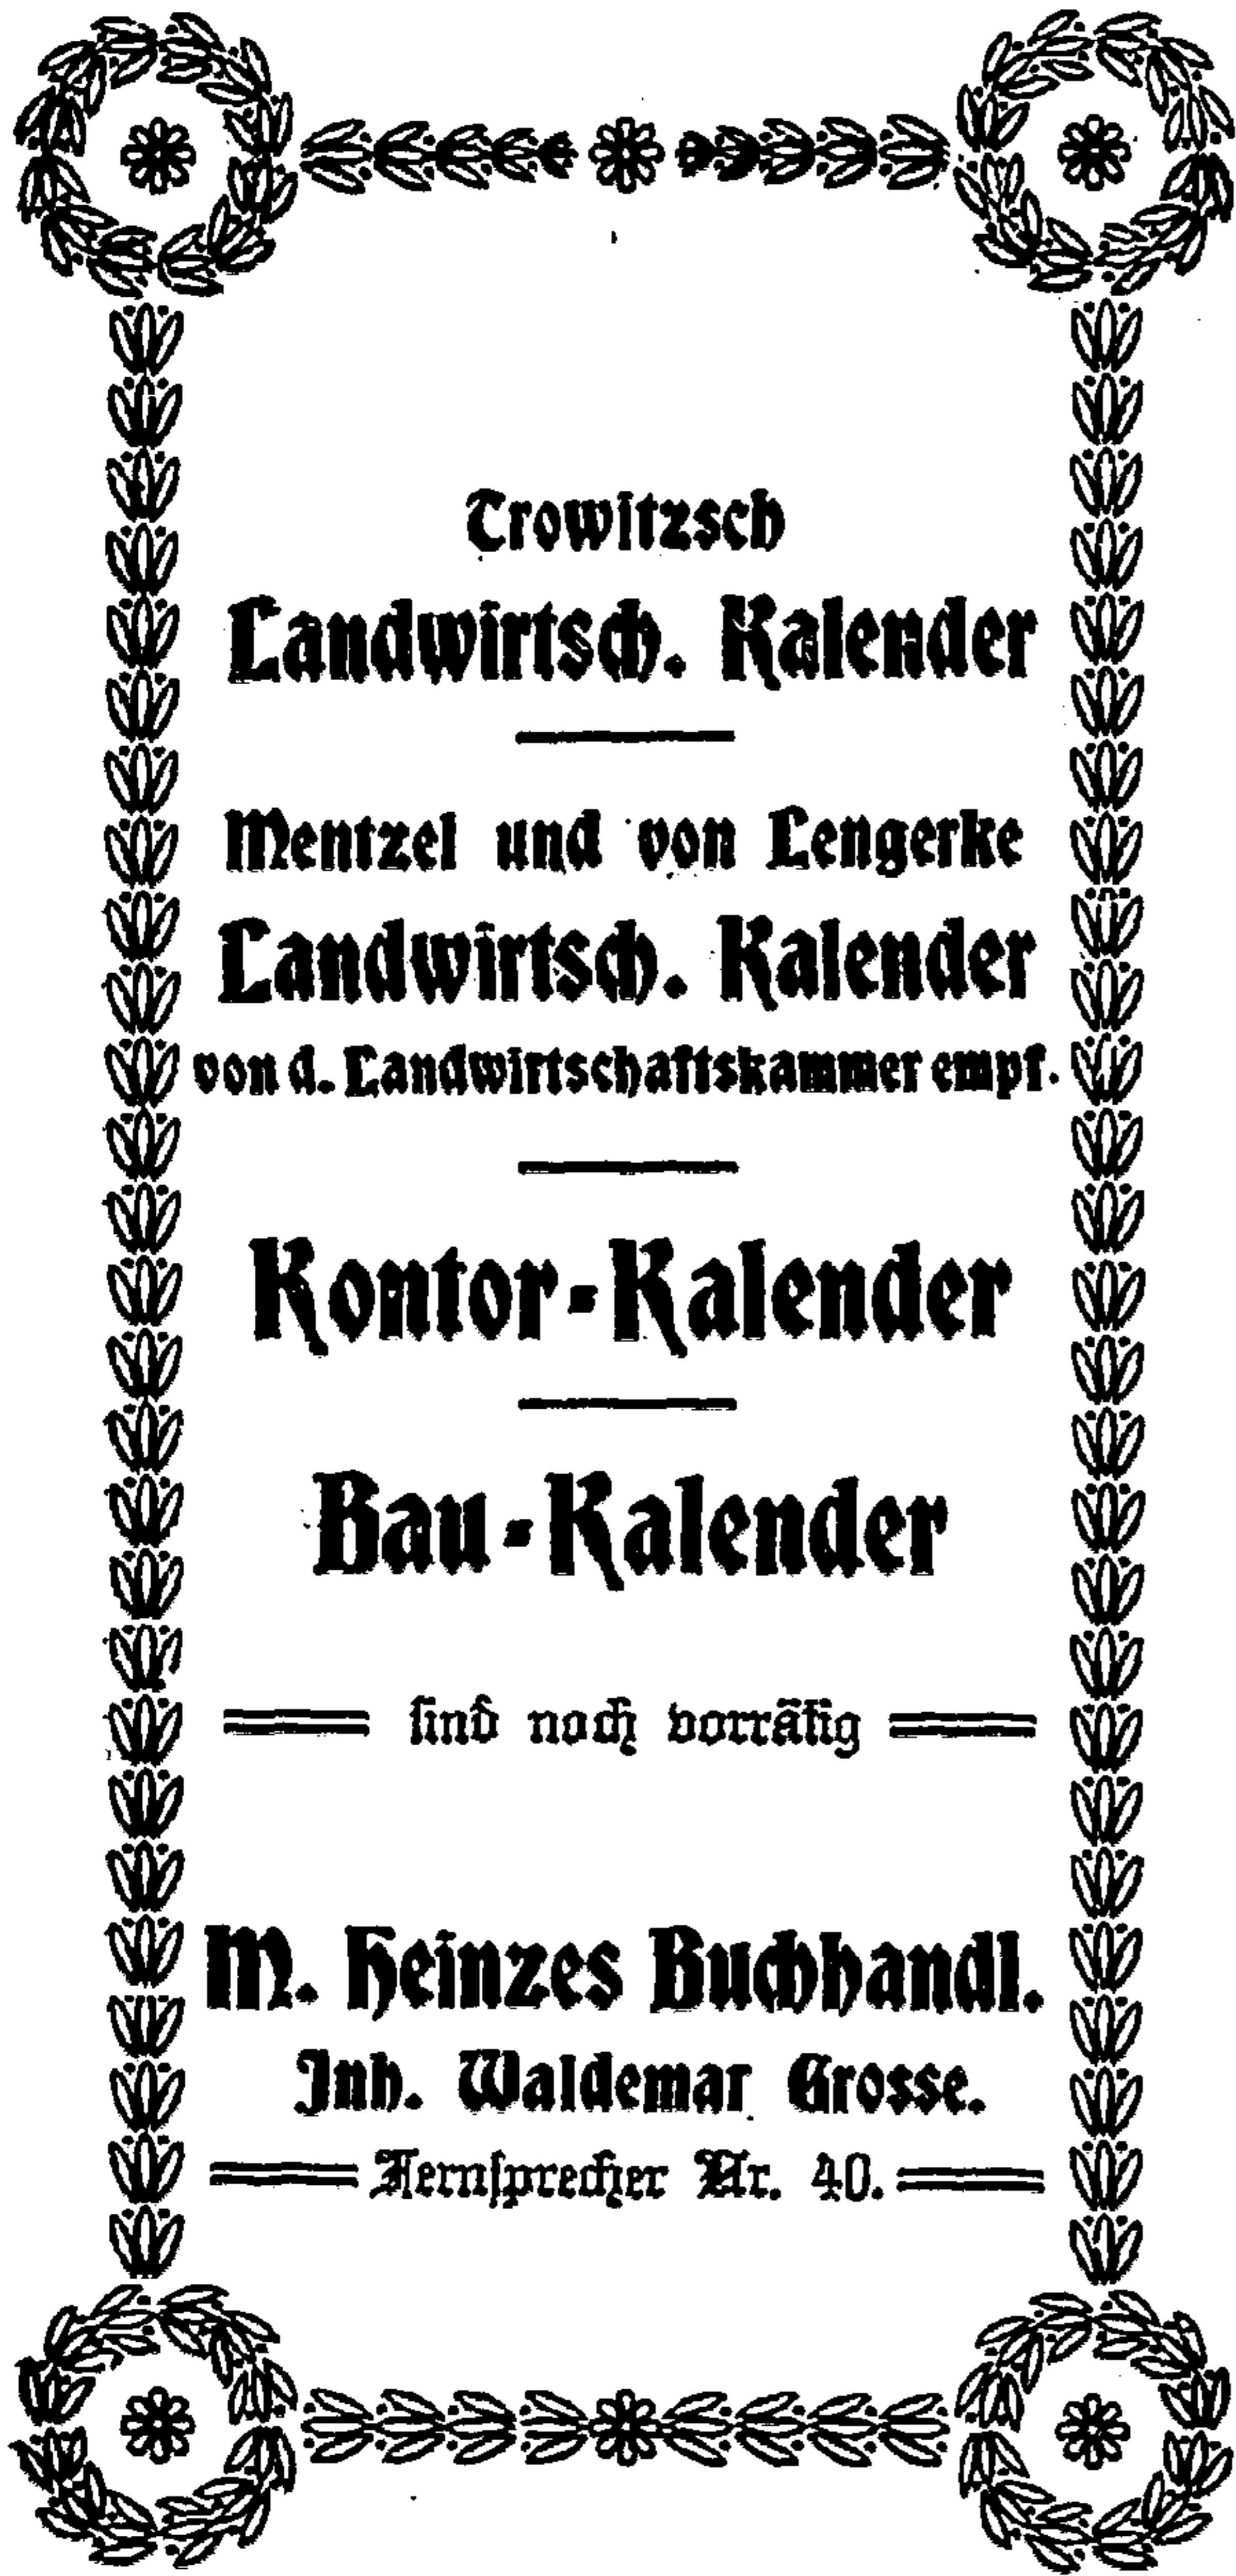 Trowitzsch
Landwirtsch. Kalender
Mentzel und von Lengerke
Landwirtsch. Kalender
von d. Landwirtschaftskammer empf.
Kontor-Kalender
Bau-Kalender
sind noch vorrätig
M. Heinzes Buchhandl.
Inh. Waldemar Grosse.
Fernsprecher Nr. 40.